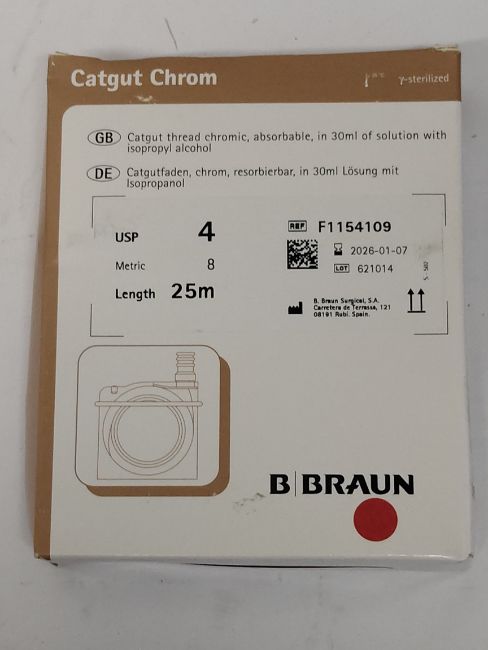 Catgut Chrom
γ-sterilized
GB Catgut thread chromic, absorbable, in 30ml of solution with
isopropyl alcohol
DE Catgutfaden, chrom, resorbierbar, in 30ml Lösung mit
Isopropanol
USP 4
Metric 8
Length 25m
REF F1154109
2026-01-07
LOT 621014
B. Braun Surgical, S.A.
Carretera de Terrassa, 121
08191 Rubí. Spain.
B|BRAUN